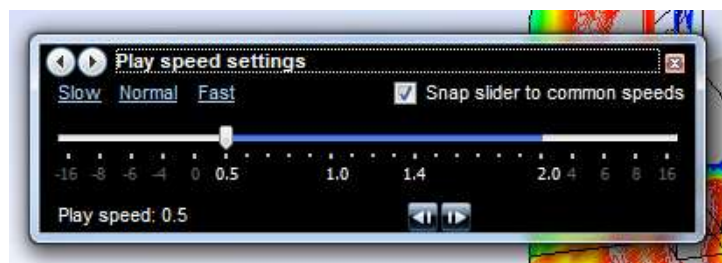 Play speed settings
Slow Normal Fast Snap slider to common speeds
-16 -8 -6 -4 0 0.5 1.0 1.4 2.0 4 6 8 16
Play speed: 0.5